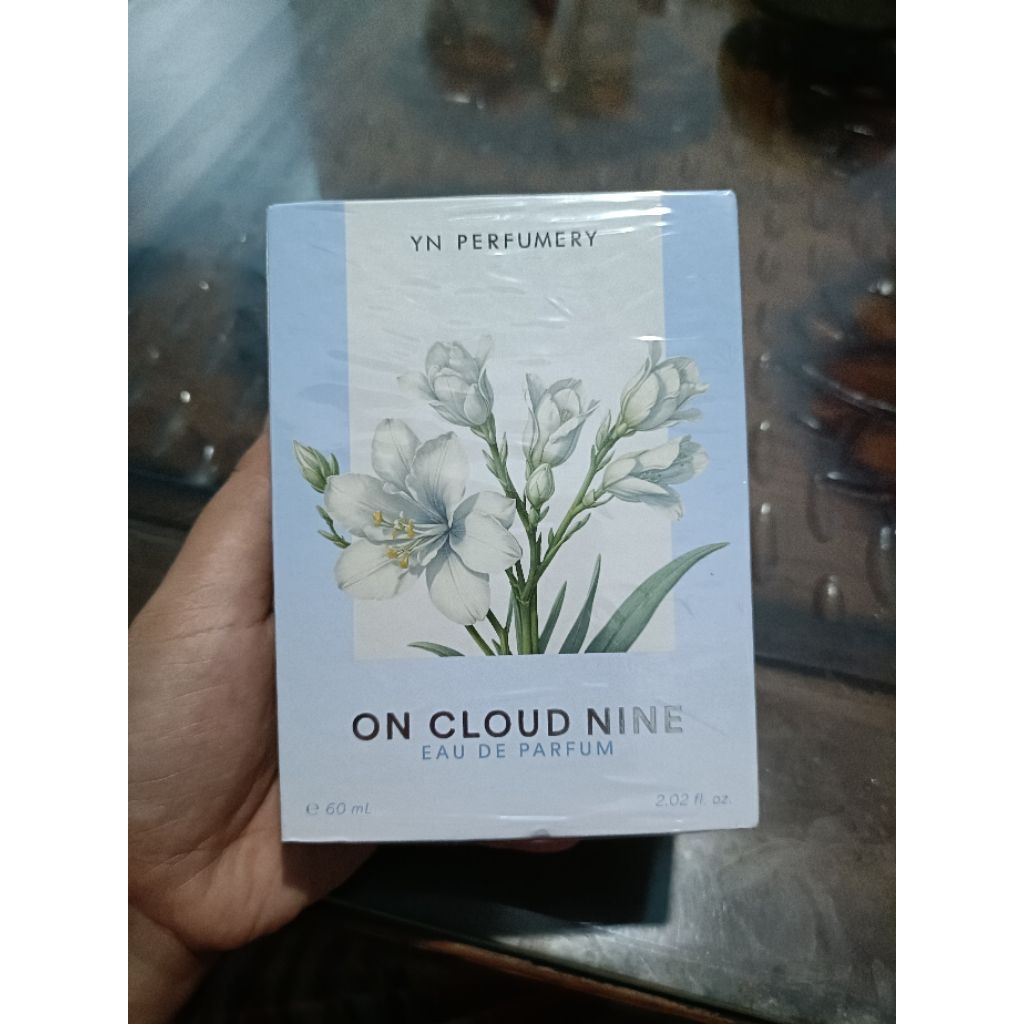 YN PERFUMERY
ON CLOUD NINE
EAU DE PARFUM
℮ 60 mL
2.02 fl. oz.